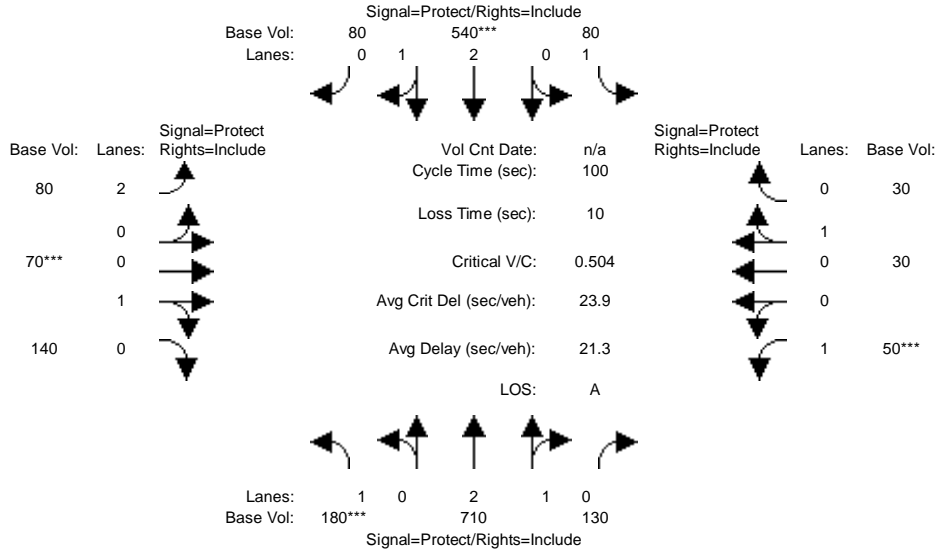 Signal=Protect/Rights=Include
Base Vol: 80 540*** 80
Lanes: 0 1 2 0 1
Signal=Protect Signal=Protect
Base Vol: Lanes: Rights=Include Vol Cnt Date: n/a Rights=Include Lanes: Base Vol:
Cycle Time (sec): 100
80 2 0 30
Loss Time (sec): 10
0 1
70*** 0 Critical V/C: 0.504 0 30
1 Avg Crit Del (sec/veh): 23.9 0
140 0 Avg Delay (sec/veh): 21.3 1 50***
LOS: A
Lanes: 1 0 2 1 0
Base Vol: 180*** 710 130
Signal=Protect/Rights=Include